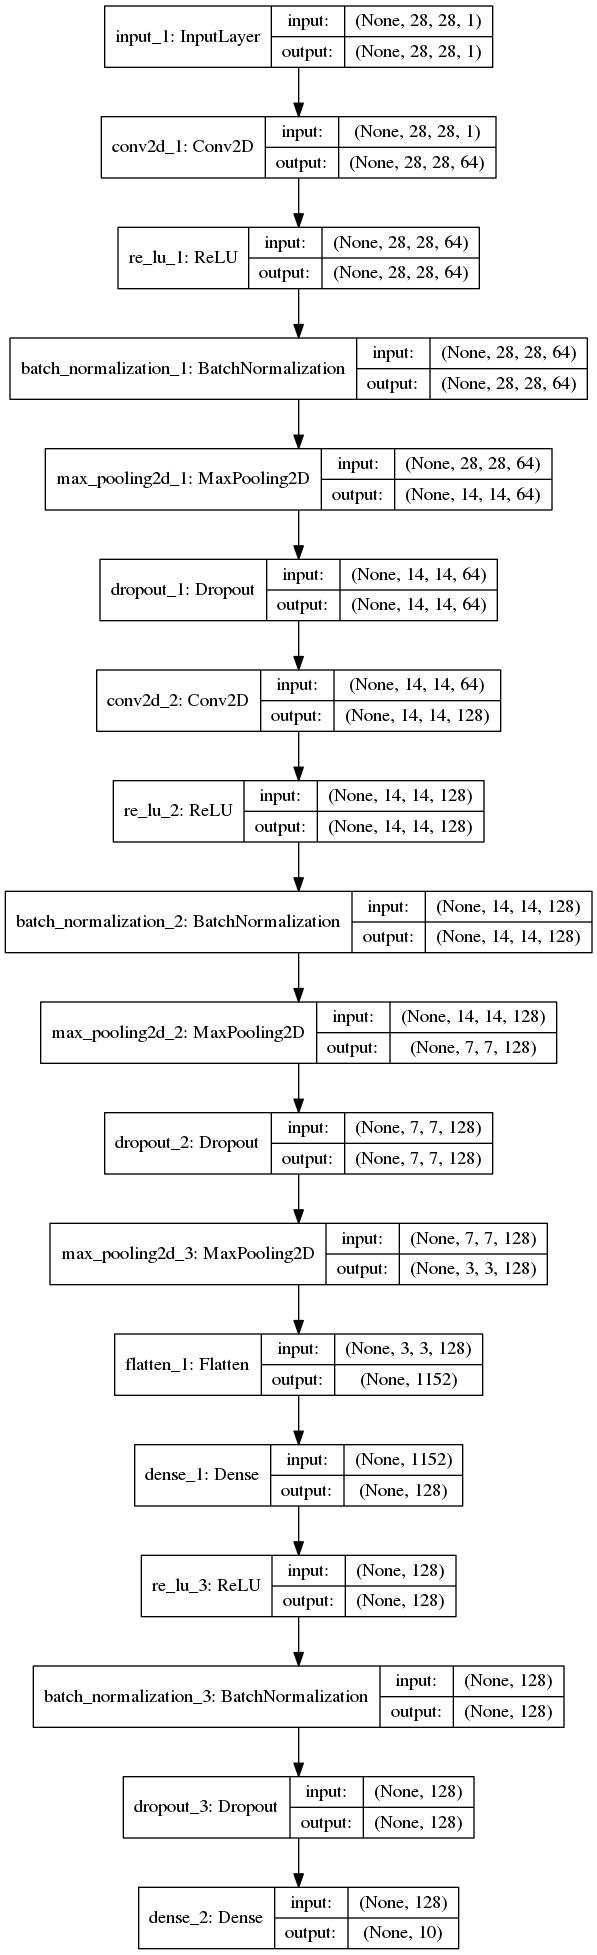 input_1: InputLayer
input: (None, 28, 28, 1)
output: (None, 28, 28, 1)
conv2d_1: Conv2D
input: (None, 28, 28, 1)
output: (None, 28, 28, 64)
re_lu_1: ReLU
input: (None, 28, 28, 64)
output: (None, 28, 28, 64)
batch_normalization_1: BatchNormalization
input: (None, 28, 28, 64)
output: (None, 28, 28, 64)
max_pooling2d_1: MaxPooling2D
input: (None, 28, 28, 64)
output: (None, 14, 14, 64)
dropout_1: Dropout
input: (None, 14, 14, 64)
output: (None, 14, 14, 64)
conv2d_2: Conv2D
input: (None, 14, 14, 64)
output: (None, 14, 14, 128)
re_lu_2: ReLU
input: (None, 14, 14, 128)
output: (None, 14, 14, 128)
batch_normalization_2: BatchNormalization
input: (None, 14, 14, 128)
output: (None, 14, 14, 128)
max_pooling2d_2: MaxPooling2D
input: (None, 14, 14, 128)
output: (None, 7, 7, 128)
dropout_2: Dropout
input: (None, 7, 7, 128)
output: (None, 7, 7, 128)
max_pooling2d_3: MaxPooling2D
input: (None, 7, 7, 128)
output: (None, 3, 3, 128)
flatten_1: Flatten
input: (None, 3, 3, 128)
output: (None, 1152)
dense_1: Dense
input: (None, 1152)
output: (None, 128)
re_lu_3: ReLU
input: (None, 128)
output: (None, 128)
batch_normalization_3: BatchNormalization
input: (None, 128)
output: (None, 128)
dropout_3: Dropout
input: (None, 128)
output: (None, 128)
dense_2: Dense
input: (None, 128)
output: (None, 10)